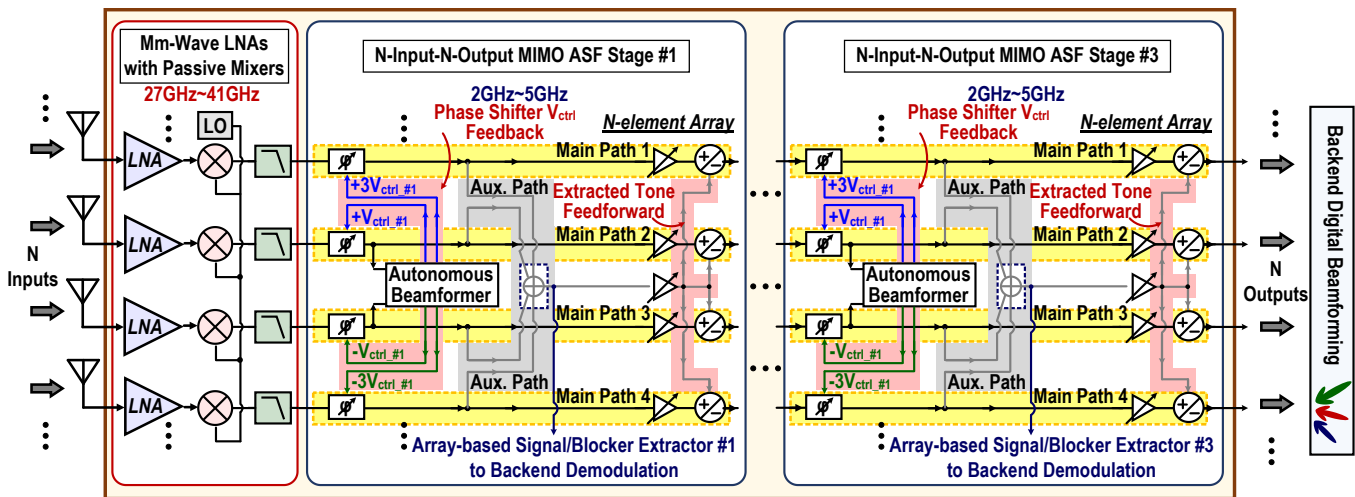 Mm-Wave LNAs
with Passive Mixers
27GHz~41GHz
LO
LNA
LNA
LNA
LNA
N
Inputs
N-Input-N-Output MIMO ASF Stage #1
2GHz~5GHz
Phase Shifter Vctrl
Feedback
N-element Array
φ
Main Path 1
+3Vctrl_#1
+Vctrl_#1
Aux. Path
Extracted Tone
Feedforward
φ
Main Path 2
Autonomous
Beamformer
φ
Main Path 3
-Vctrl_#1
-3Vctrl_#1
Aux. Path
φ
Main Path 4
Array-based Signal/Blocker Extractor #1
to Backend Demodulation
N-Input-N-Output MIMO ASF Stage #3
2GHz~5GHz
Phase Shifter Vctrl
Feedback
N-element Array
φ
Main Path 1
+3Vctrl_#1
+Vctrl_#1
Aux. Path
Extracted Tone
Feedforward
φ
Main Path 2
Autonomous
Beamformer
φ
Main Path 3
-Vctrl_#1
-3Vctrl_#1
Aux. Path
φ
Main Path 4
Array-based Signal/Blocker Extractor #3
to Backend Demodulation
N
Outputs
Backend Digital Beamforming